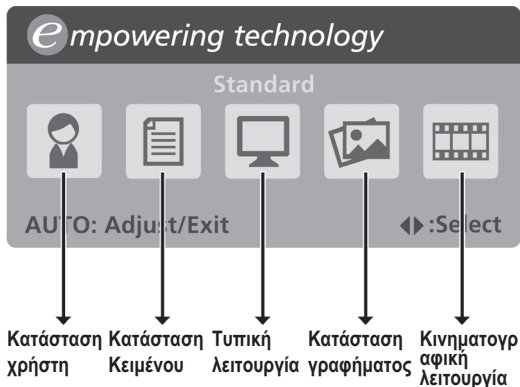 empowering technology
Standard
AUTO: Adjust/Exit
:Select
Κατάσταση χρήστη
Κατάσταση Κειμένου
Τυπική λειτουργία
Κατάσταση γραφήματος
Κινηματογρ
αφική
λειτουργία